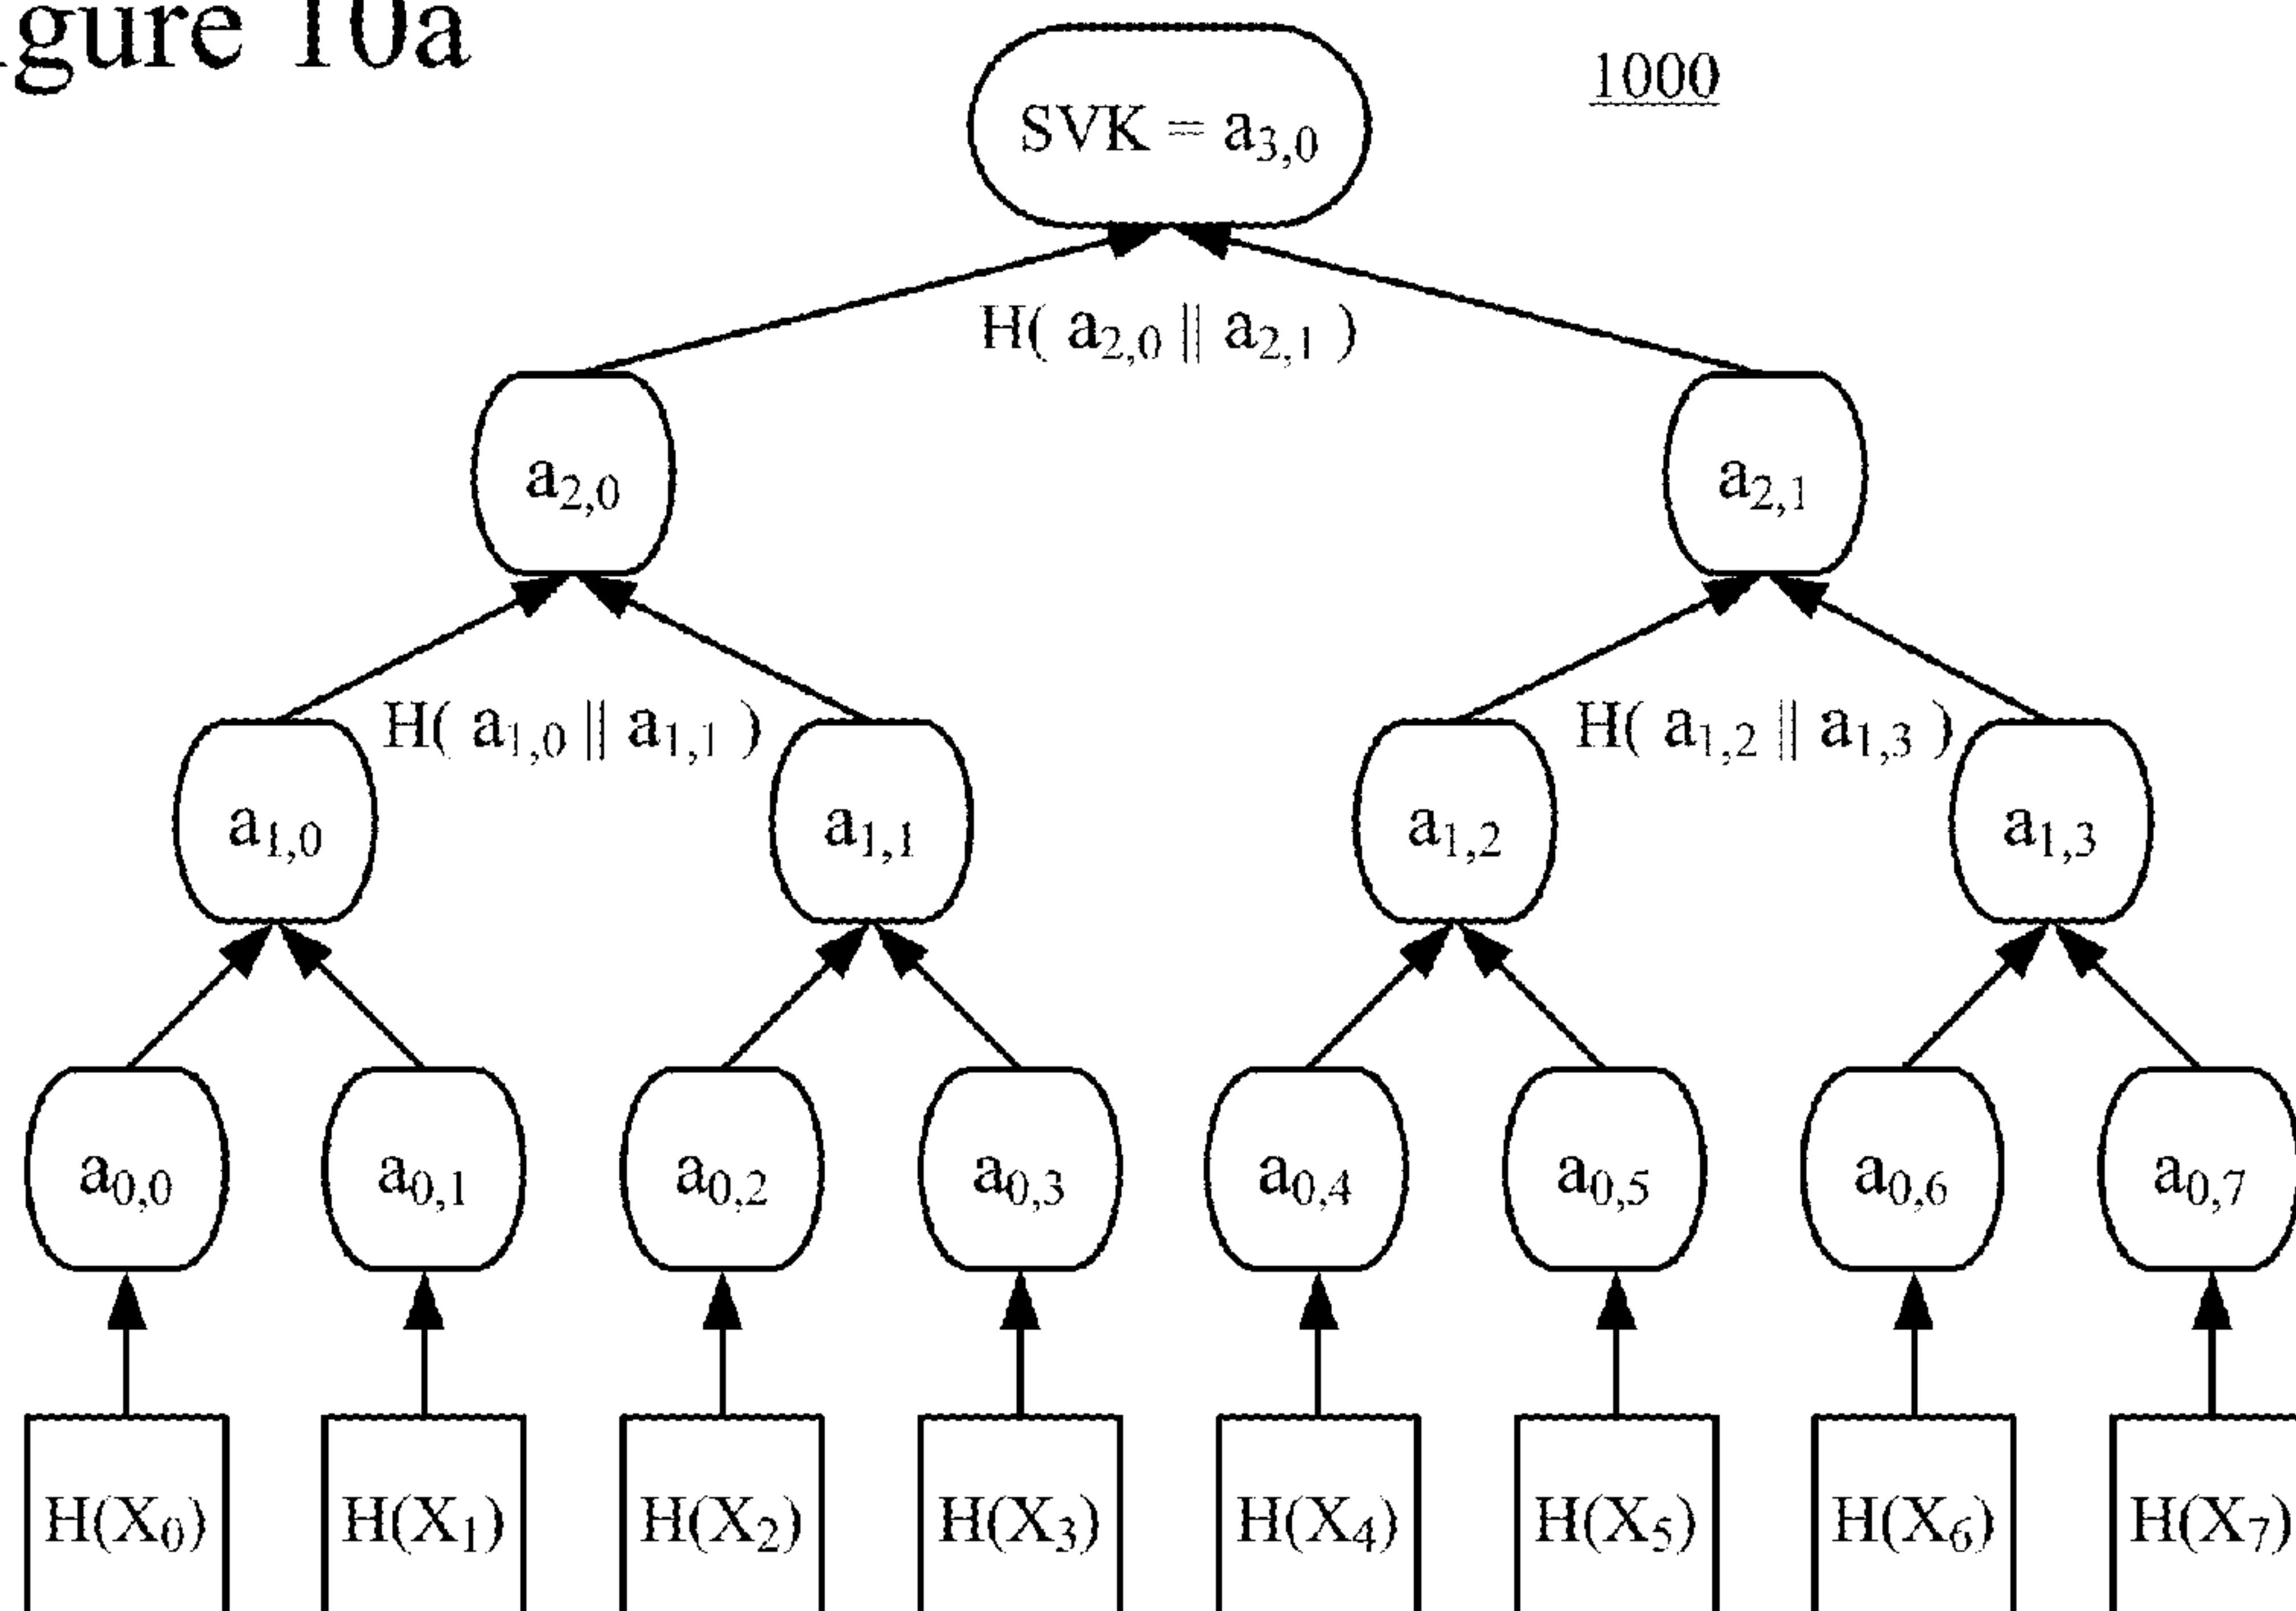 gure 10a
1000
SVK = a3,0
H( a2,0 || a2,1 )
a2,0
a2,1
H( a1,0 || a1,1 )
H( a1,2 || a1,3 )
a1,0
a1,1
a1,2
a1,3
a0,0
a0,1
a0,2
a0,3
a0,4
a0,5
a0,6
a0,7
H(X0)
H(X1)
H(X2)
H(X3)
H(X4)
H(X5)
H(X6)
H(X7)